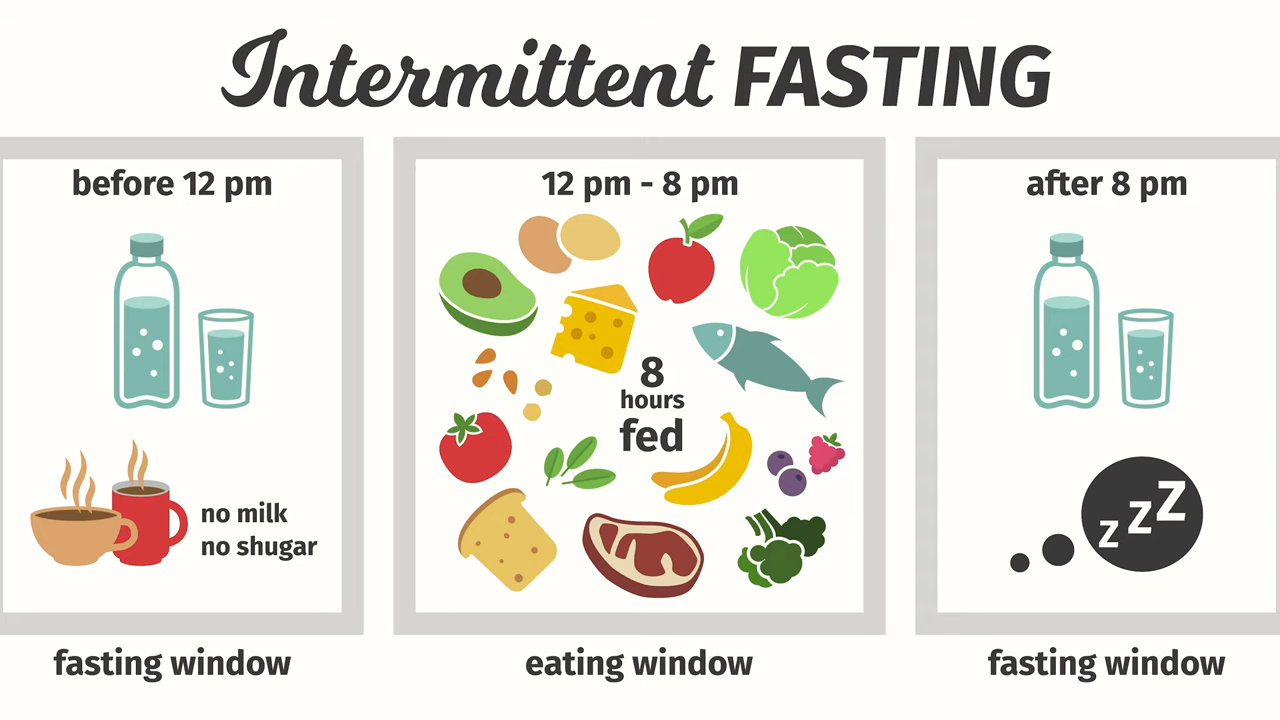 Intermittent FASTING
before 12 pm
no milk
no shugar
fasting window
12 pm - 8 pm
8
hours
fed
eating window
after 8 pm
z z z
fasting window